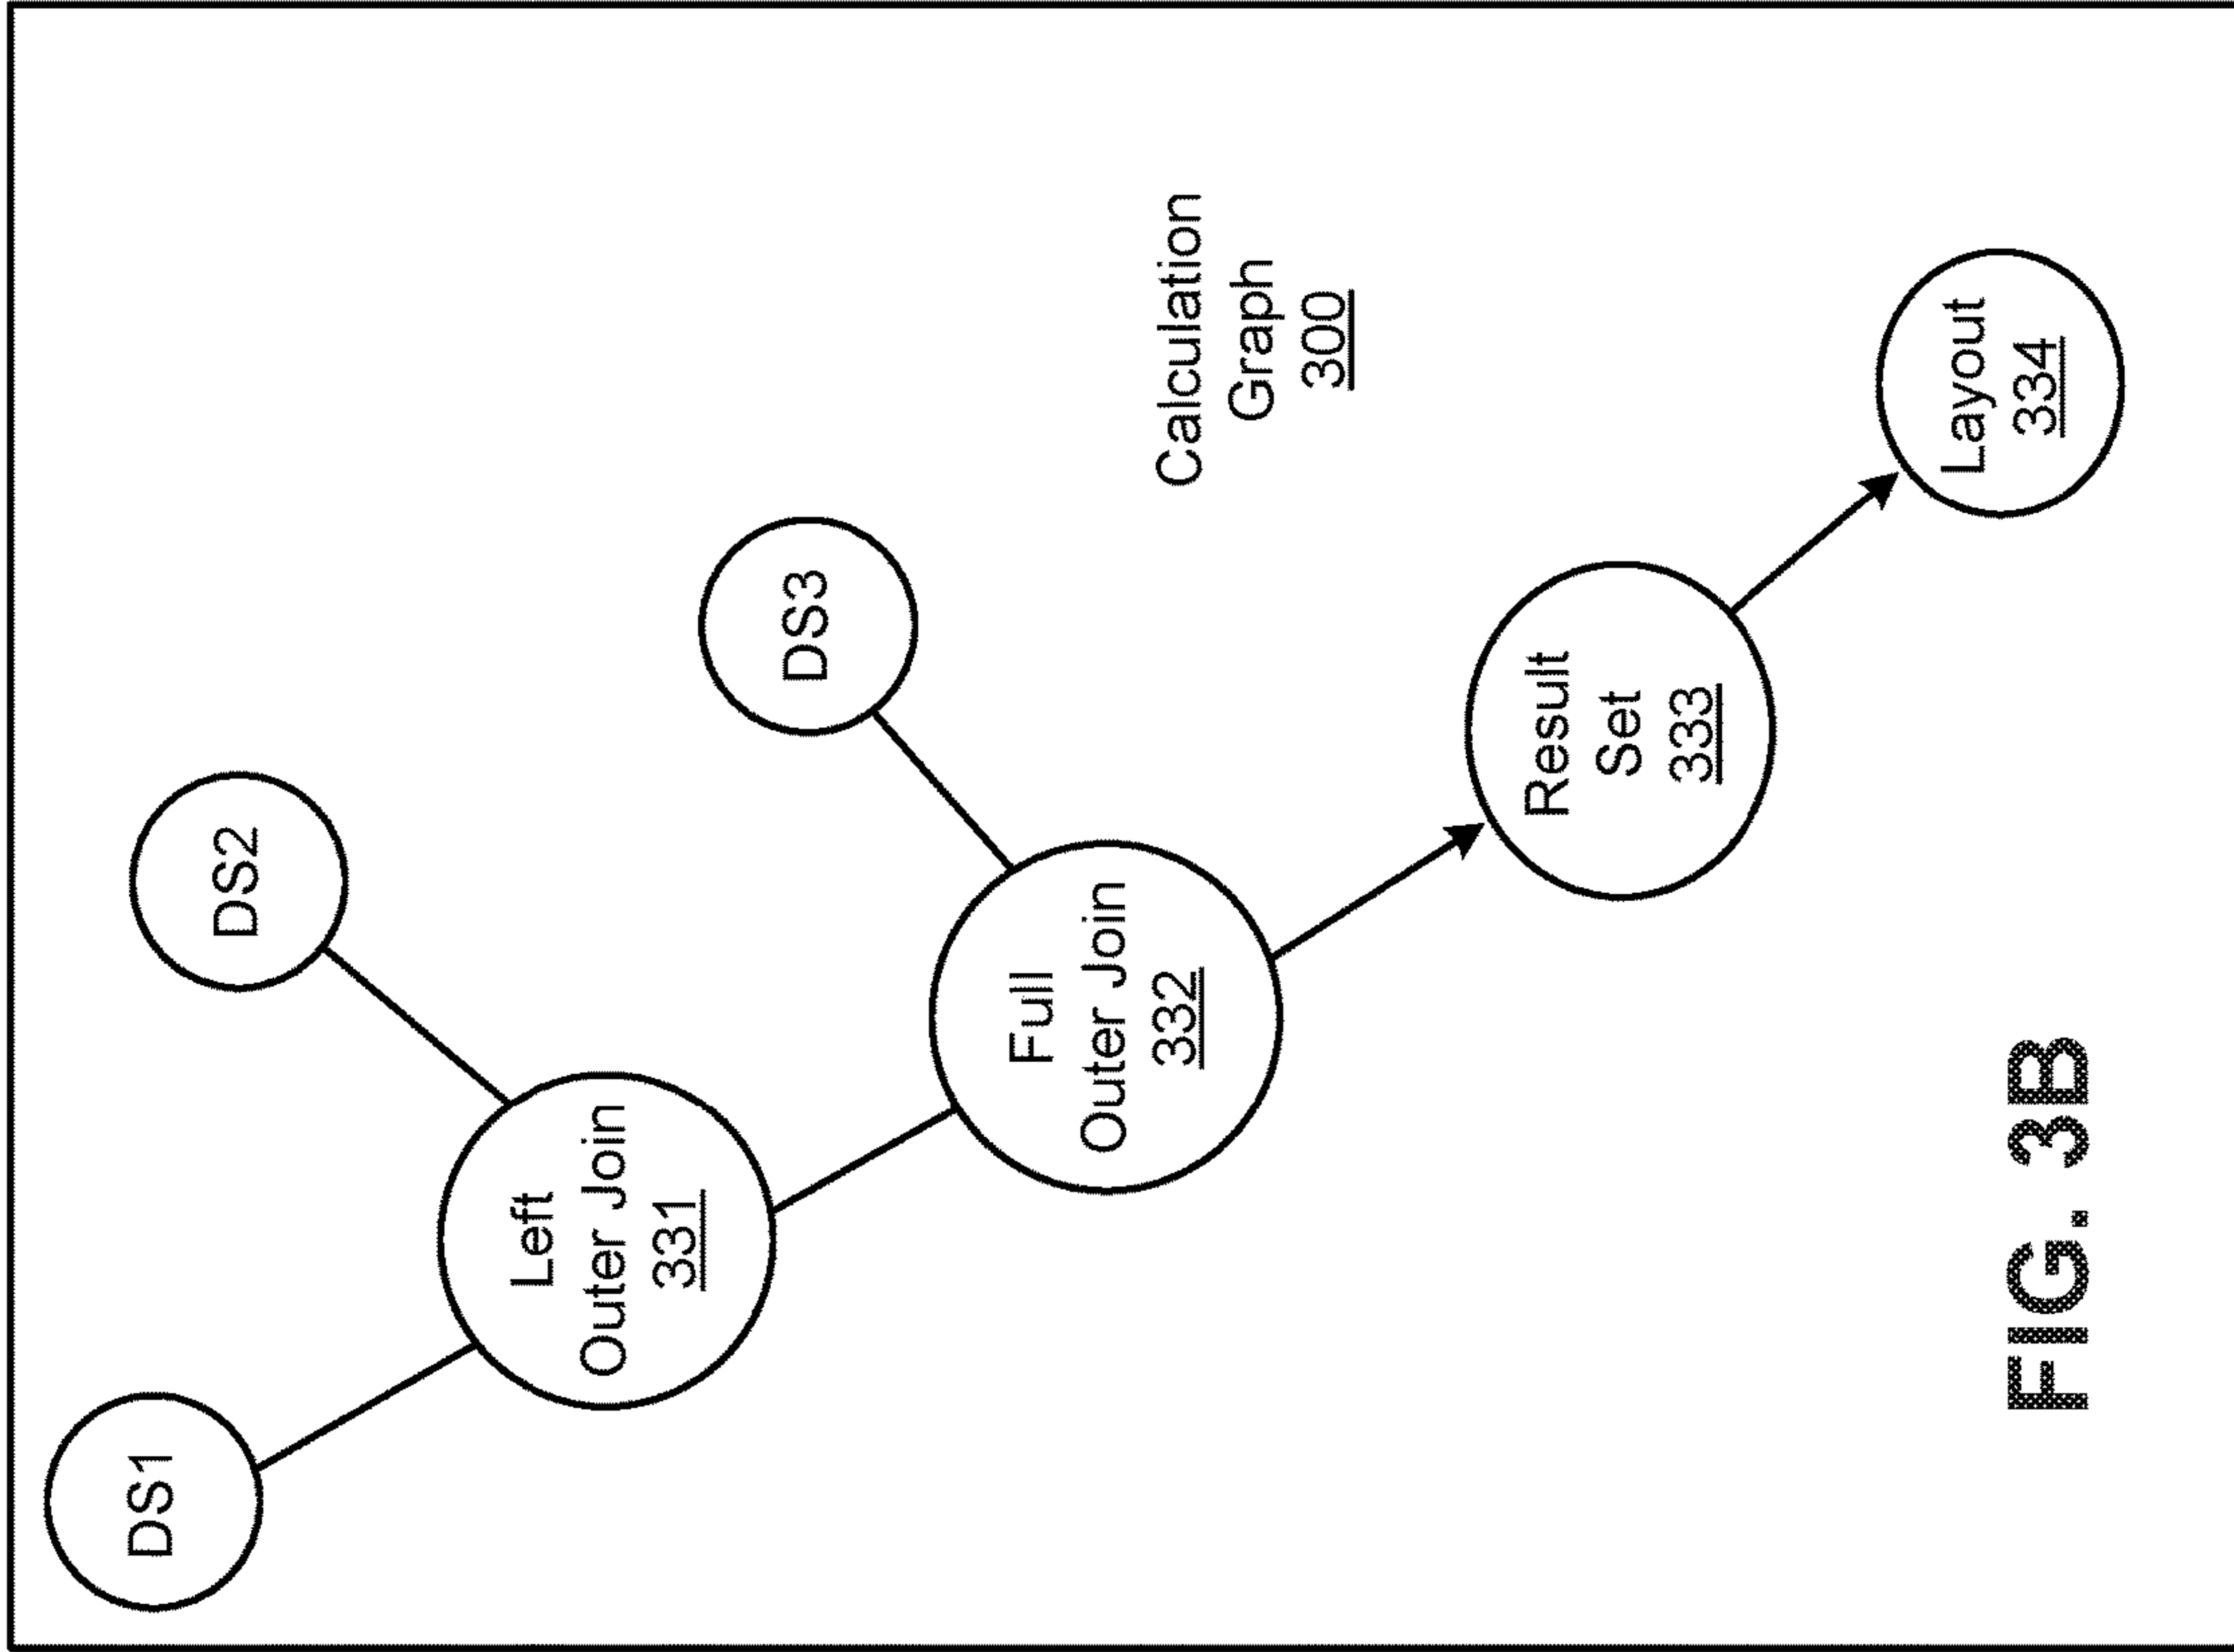 DS1
DS2
Left
Outer Join
331
DS3
Full
Outer Join
332
Calculation
Graph
300
Result
Set
333
Layout
334
FIG. 3B